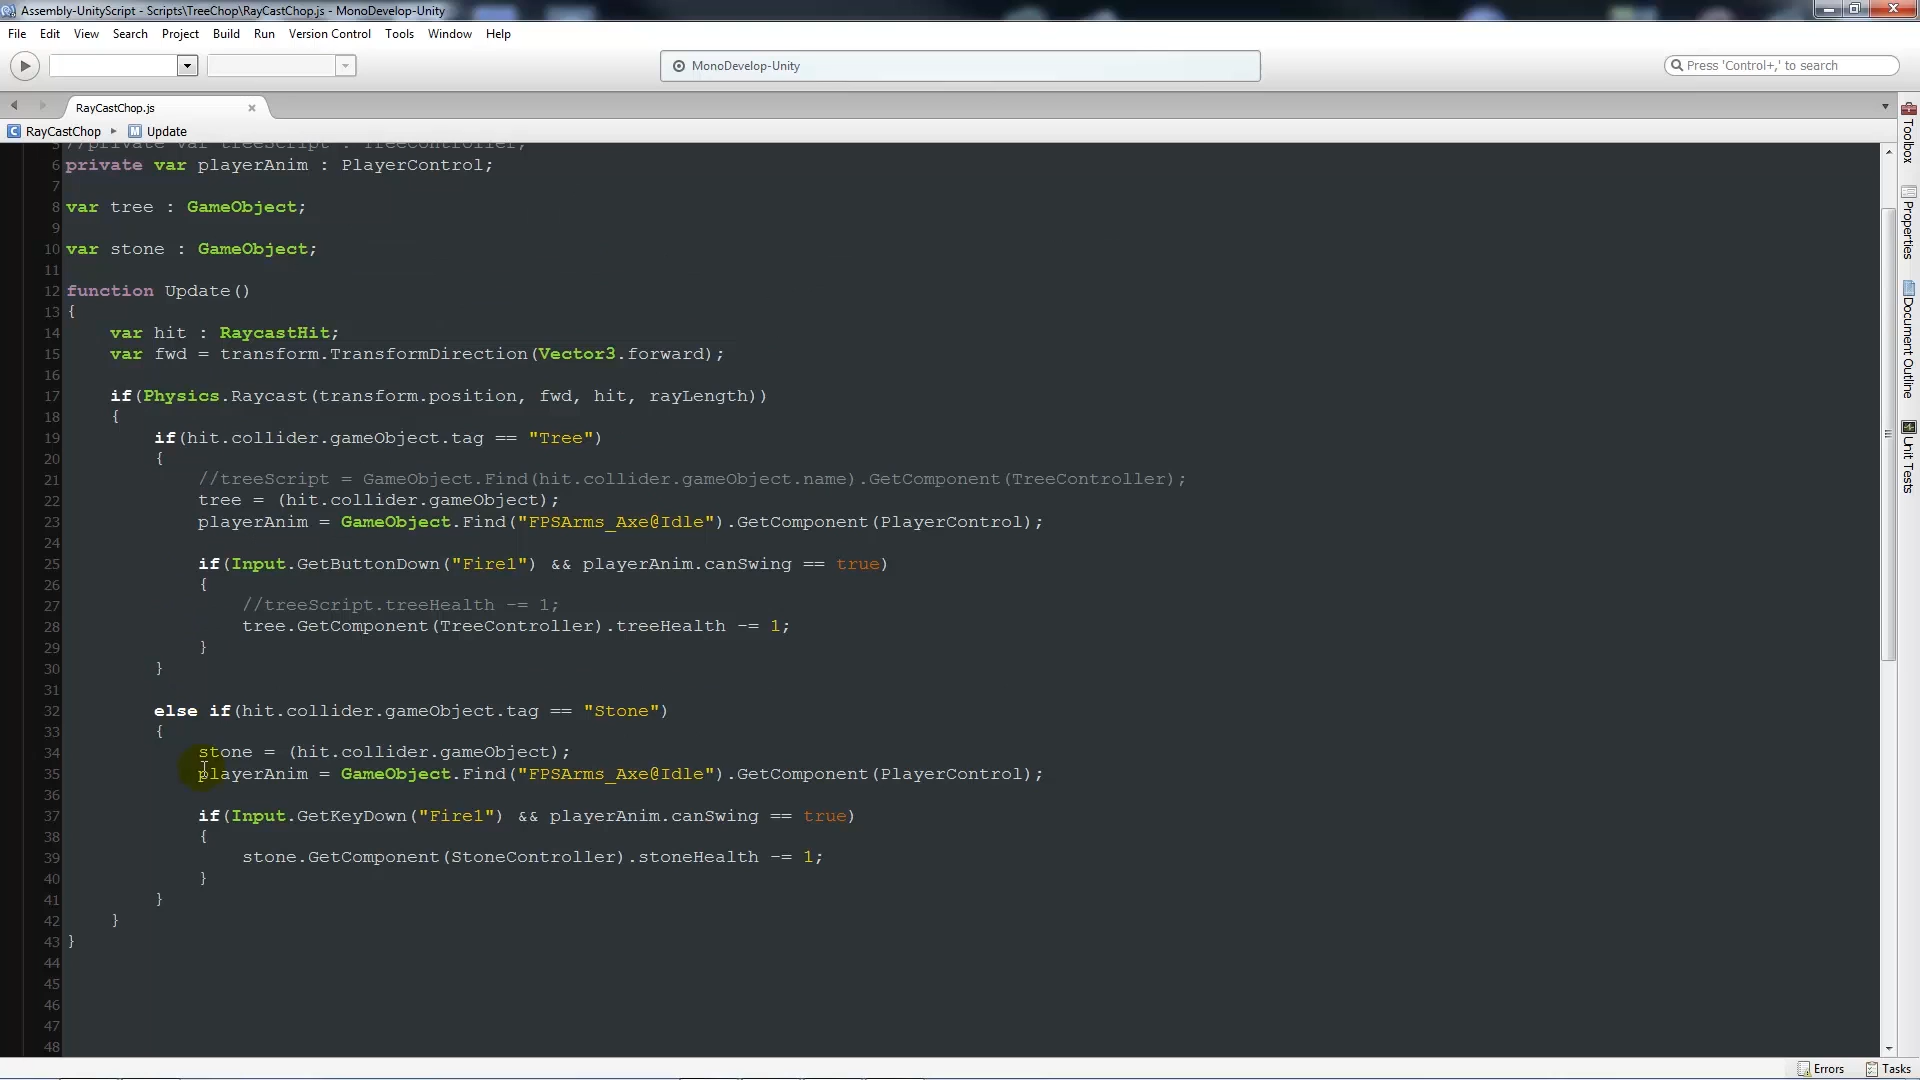 Assembly-UnityScript - Scripts\TreeChop\RayCastChop.js - MonoDevelop-Unity
File Edit View Search Project Build Run Version Control Tools Window Help
MonoDevelop-Unity
Press 'Control+,' to search
RayCastChop.js
RayCastChop Update
5 //private var treeScript : TreeController;
6 private var playerAnim : PlayerControl;
7
8 var tree : GameObject;
9
10 var stone : GameObject;
11
12 function Update()
13 {
14 var hit : RaycastHit;
15 var fwd = transform.TransformDirection(Vector3.forward);
16
17 if(Physics.Raycast(transform.position, fwd, hit, rayLength))
18 {
19 if(hit.collider.gameObject.tag == "Tree")
20 {
21 //treeScript = GameObject.Find(hit.collider.gameObject.name).GetComponent(TreeController);
22 tree = (hit.collider.gameObject);
23 playerAnim = GameObject.Find("FPSArms_Axe@Idle").GetComponent(PlayerControl);
24
25 if(Input.GetButtonDown("Fire1") && playerAnim.canSwing == true)
26 {
27 //treeScript.treeHealth -= 1;
28 tree.GetComponent(TreeController).treeHealth -= 1;
29 }
30 }
31
32 else if(hit.collider.gameObject.tag == "Stone")
33 {
34 stone = (hit.collider.gameObject);
35 playerAnim = GameObject.Find("FPSArms_Axe@Idle").GetComponent(PlayerControl);
36
37 if(Input.GetKeyDown("Fire1") && playerAnim.canSwing == true)
38 {
39 stone.GetComponent(StoneController).stoneHealth -= 1;
40 }
41 }
42 }
43 }
44
45
46
47
48
Toolbox
Properties
Document Outline
Unit Tests
Errors Tasks